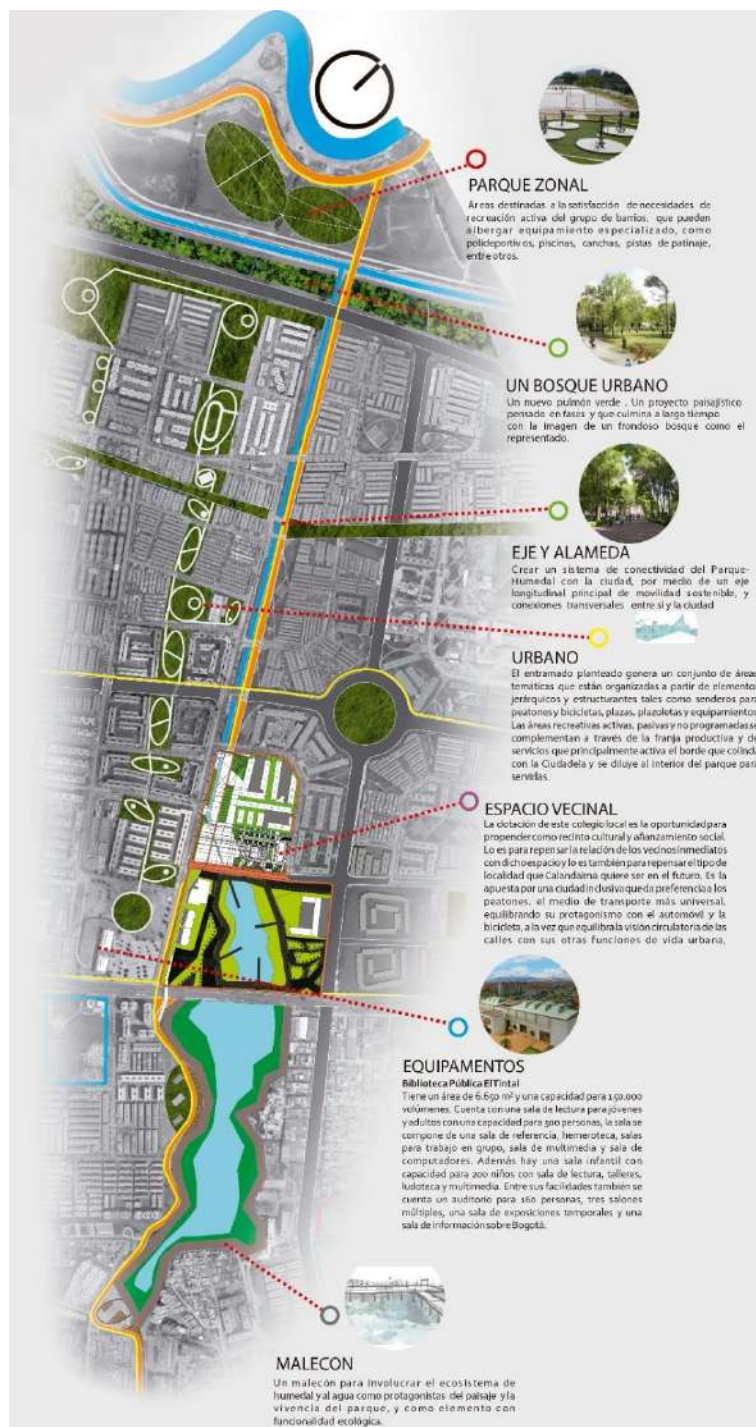 PARQUE ZONAL
Areas destinadas a la satisfacción de necesidades de
recreación activa del grupo de barrios, que pueden
albergar equipamiento especializado, como
polideportivos, piscinas, canchas, pistas de patinaje,
entre otros.
UN BOSQUE URBANO
Un nuevo pulmón verde . Un proyecto paisajístico
pensado en fases y que culmina a largo tiempo
con la imagen de un frondoso bosque como el
representado.
EJE Y ALAMEDA
Crear un sistema de conectividad del Parque-
Humedal con la ciudad, por medio de un eje
longitudinal principal de movilidad sostenible, y
conexiones transversales entre si y la ciudad
URBANO
El entramado planteado genera un conjunto de áreas
temáticas que están organizadas a partir de elementos
jerárquicos y estructurantes tales como senderos para
peatones y bicicletas, plazas, plazoletas y equipamientos
Las áreas recreativas activas, pasivas y no programadas se
complementan a través de la franja productiva y de
servicios que principalmente activa el borde que colinda
con la Ciudadela y se diluye al interior del parque para
servirlas.
ESPACIO VECINAL
La dotación de este colegio local es la oportunidad para
propender como recinto cultural y afianzamiento social.
Lo es para repensar la relación de los vecinos inmediatos
con dicho espacio y lo es también para repensar el tipo de
localidad que Calandaima quiere ser en el futuro. Es la
apuesta por una ciudad inclusiva que da preferencia a los
peatones, el medio de transporte más universal,
equilibrando su protagonismo con el automóvil y la
bicicleta, a la vez que equilibra la visión circulatoria de las
calles con sus otras funciones de vida urbana,
EQUIPAMENTOS
Biblioteca Pública El Tintal
Tiene un área de 6.650 m² y una capacidad para 150.000
volúmenes. Cuenta con una sala de lectura para jóvenes
y adultos con una capacidad para 300 personas, la sala se
compone de una sala de referencia, hemeroteca, salas
para trabajo en grupo, sala de multimedia y sala de
computadores. Además hay una sala infantil con
capacidad para 200 niños con sala de lectura, talleres,
ludoteca y multimedia. Entre sus facilidades también se
cuenta un auditorio para 160 personas, tres salones
múltiples, una sala de exposiciones temporales y una
sala de información sobre Bogotá.
MALECON
Un malecón para involucrar el ecosistema de
humedal y al agua como protagonistas del paisaje y la
vivencia del parque, y como elemento con
funcionalidad ecológica.